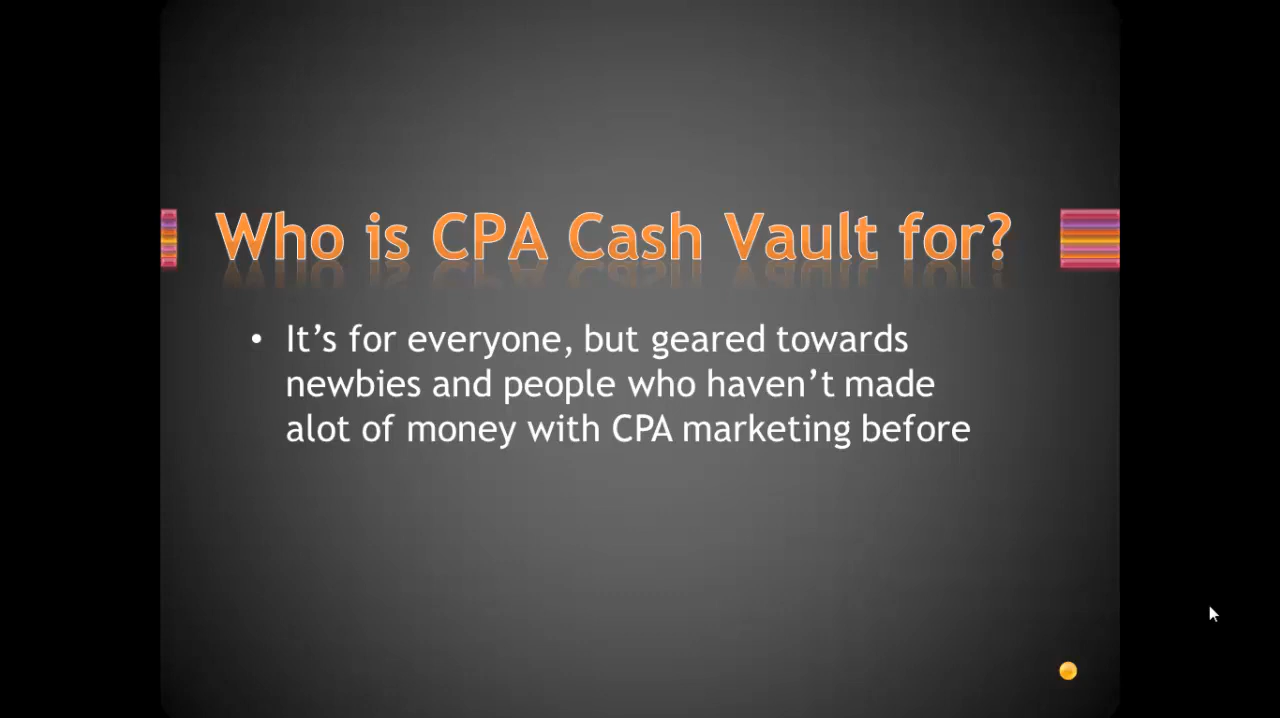 Who is CPA Cash Vault for?
• It’s for everyone, but geared towards
newbies and people who haven’t made
alot of money with CPA marketing before